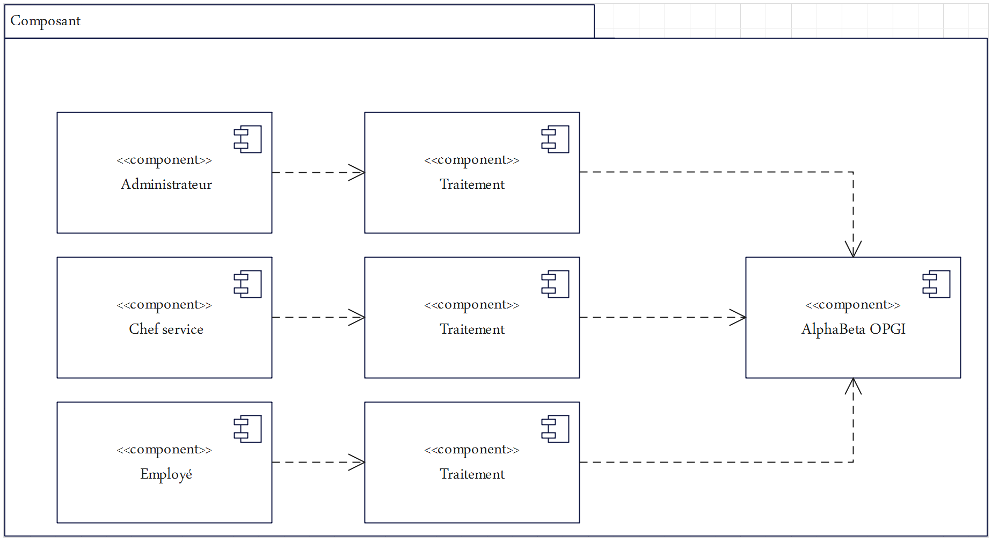 Composant
<<component>>
Administrateur
<<component>>
Traitement
<<component>>
Chef service
<<component>>
Traitement
<<component>>
AlphaBeta OPGI
<<component>>
Employé
<<component>>
Traitement